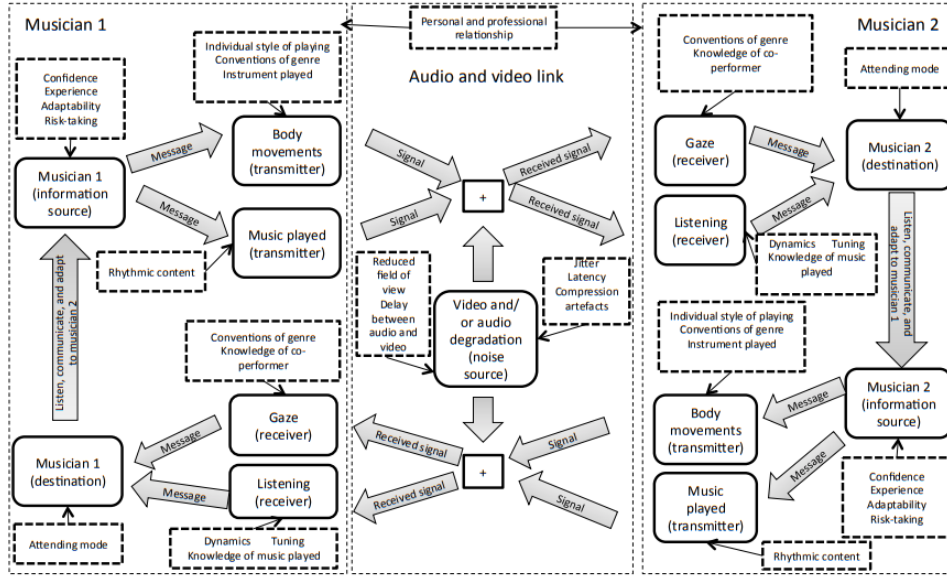 Musician 1
Individual style of playing
Conventions of genre
Instrument played
Confidence
Experience
Adaptability
Risk-taking
Musician 1
(information
source)
Message
Message
Body
movements
(transmitter)
Music played
(transmitter)
Rhythmic content
Listen, communicate, and adapt
to musician 2
Conventions of genre
Knowledge of co-
performer
Gaze
(receiver)
Listening
(receiver)
Message
Message
Musician 1
(destination)
Attending mode
Dynamics Tuning
Knowledge of music played
Personal and professional
relationship
Audio and video link
Signal
Signal
+
Received signal
Received signal
Reduced
field of
view
Delay
between
audio and
video
Video and/
or audio
degradation
(noise
source)
Jitter
Latency
Compression
artefacts
Received signal
Received signal
+
Signal
Signal
Musician 2
Conventions of genre
Knowledge of co-
performer
Attending mode
Gaze
(receiver)
Listening
(receiver)
Message
Message
Musician 2
(destination)
Dynamics Tuning
Knowledge of music
played
Listen, communicate, and
adapt to musician 1
Individual style of playing
Conventions of genre
Instrument played
Body
movements
(transmitter)
Music
played
(transmitter)
Message
Message
Musician 2
(information
source)
Confidence
Experience
Adaptability
Risk-taking
Rhythmic content